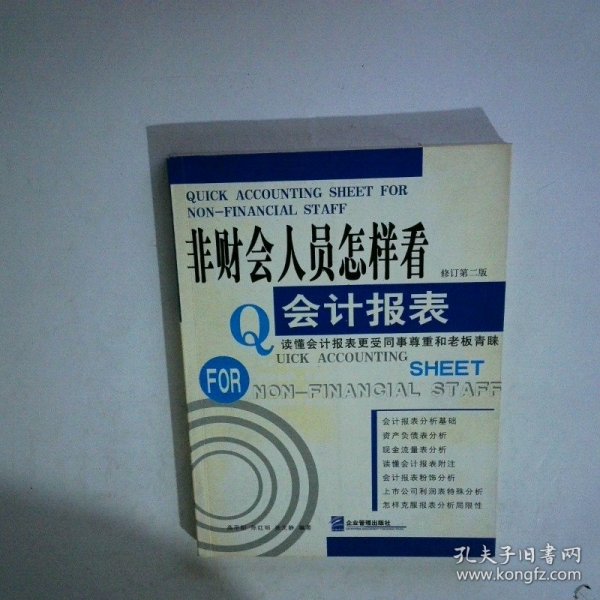 QUICK ACCOUNTING SHEET FOR
NON-FINANCIAL STAFF
非财会人员怎样看
修订第二版
会计报表
读懂会计报表更受同事尊重和老板青睐
QUICK ACCOUNTING
SHEET
FOR
NON-FINANCIAL STAFF
会计报表分析基础
资产负债表分析
现金流量表分析
读懂会计报表附注
会计报表粉饰分析
上市公司利润表特殊分析
怎样克服报表分析局限性
编著
企业管理出版社
孔夫子旧书网
www.kongfz.com